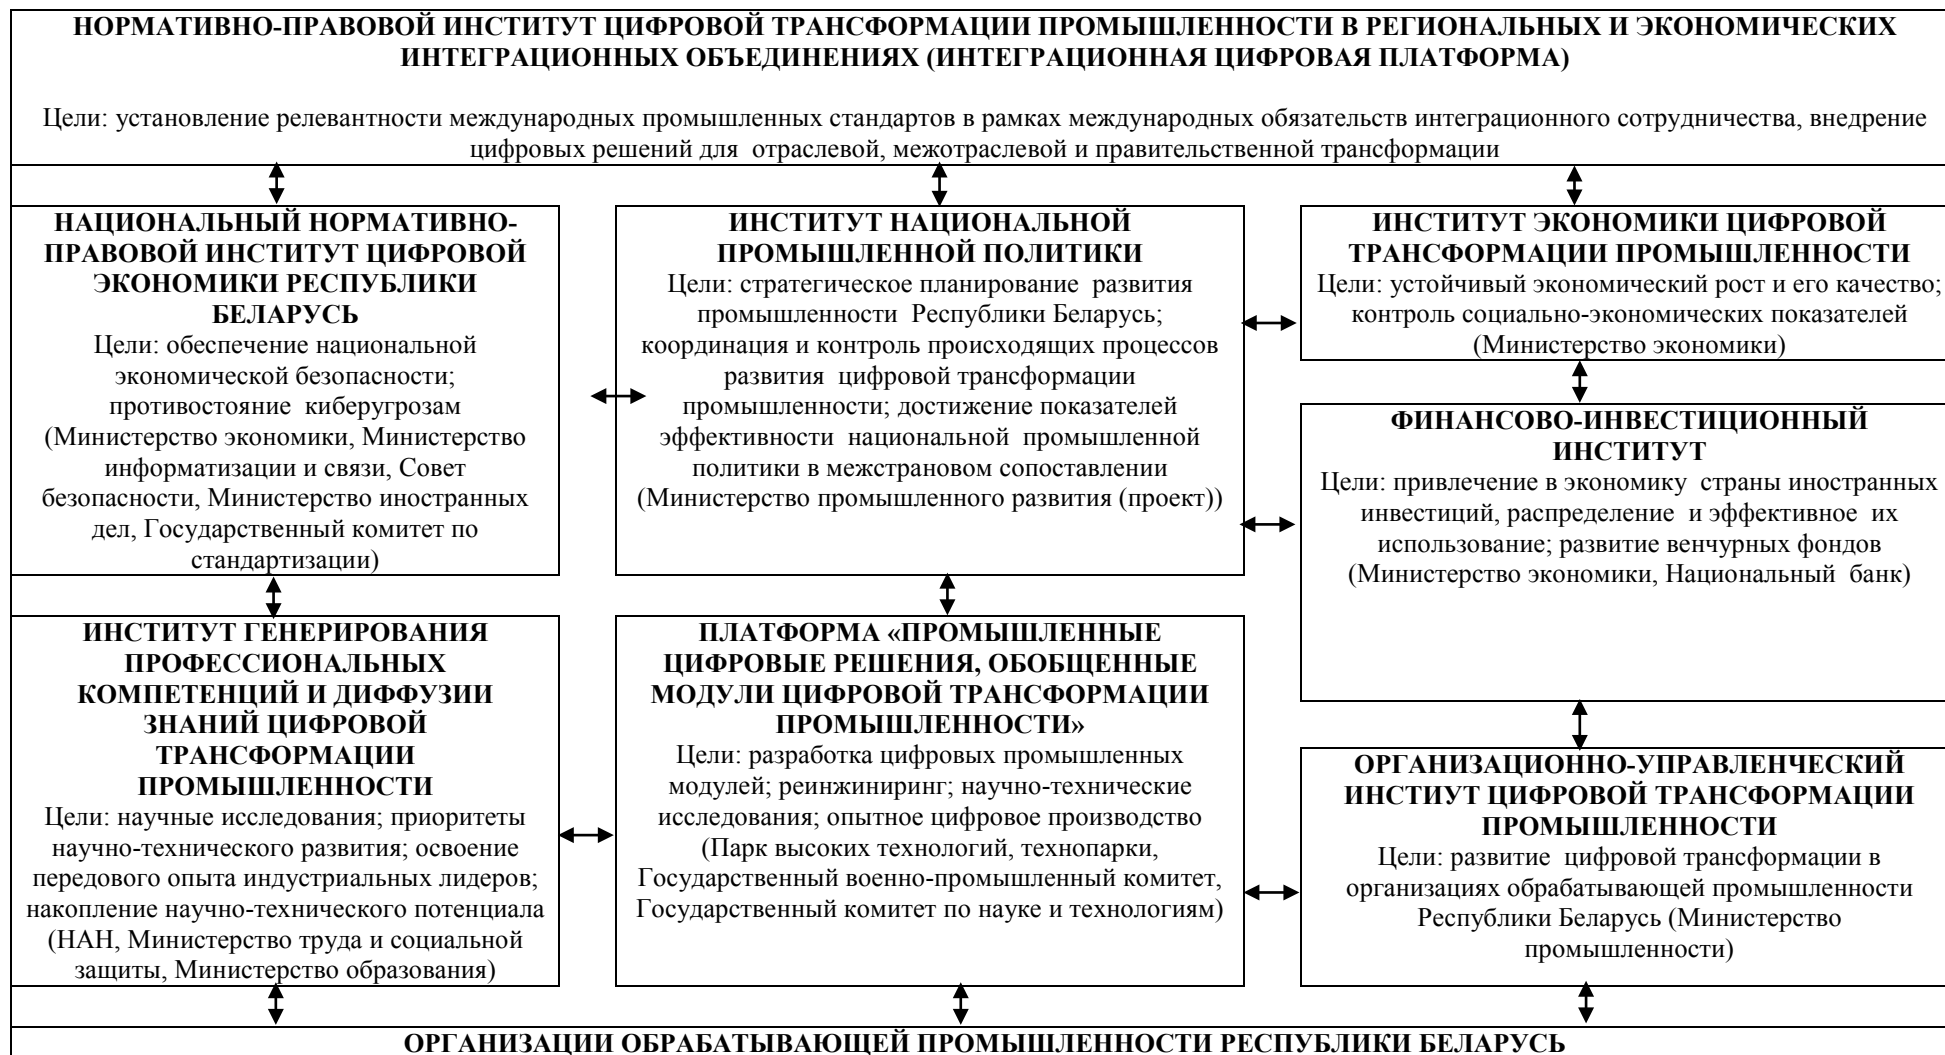 НОРМАТИВНО-ПРАВОВОЙ ИНСТИТУТ ЦИФРОВОЙ ТРАНСФОРМАЦИИ ПРОМЫШЛЕННОСТИ В РЕГИОНАЛЬНЫХ И ЭКОНОМИЧЕСКИХ
ИНТЕГРАЦИОННЫХ ОБЪЕДИНЕНИЯХ (ИНТЕГРАЦИОННАЯ ЦИФРОВАЯ ПЛАТФОРМА)
Цели: установление релевантности международных промышленных стандартов в рамках международных обязательств интеграционного сотрудничества, внедрение
цифровых решений для отраслевой, межотраслевой и правительственной трансформации
НАЦИОНАЛЬНЫЙ НОРМАТИВНО-
ПРАВОВОЙ ИНСТИТУТ ЦИФРОВОЙ
ЭКОНОМИКИ РЕСПУБЛИКИ
БЕЛАРУСЬ
Цели: обеспечение национальной
экономической безопасности;
противостояние киберугрозам
(Министерство экономики, Министерство
информатизации и связи, Совет
безопасности, Министерство иностранных
дел, Государственный комитет по
стандартизации)
ИНСТИТУТ НАЦИОНАЛЬНОЙ
ПРОМЫШЛЕННОЙ ПОЛИТИКИ
Цели: стратегическое планирование развития
промышленности Республики Беларусь;
координация и контроль происходящих процессов
развития цифровой трансформации
промышленности; достижение показателей
эффективности национальной промышленной
политики в межстрановом сопоставлении
(Министерство промышленного развития (проект))
ИНСТИТУТ ЭКОНОМИКИ ЦИФРОВОЙ
ТРАНСФОРМАЦИИ ПРОМЫШЛЕННОСТИ
Цели: устойчивый экономический рост и его качество;
контроль социально-экономических показателей
(Министерство экономики)
ФИНАНСОВО-ИНВЕСТИЦИОННЫЙ
ИНСТИТУТ
Цели: привлечение в экономику страны иностранных
инвестиций, распределение и эффективное их
использование; развитие венчурных фондов
(Министерство экономики, Национальный банк)
ИНСТИТУТ ГЕНЕРИРОВАНИЯ
ПРОФЕССИОНАЛЬНЫХ
КОМПЕТЕНЦИЙ И ДИФФУЗИИ
ЗНАНИЙ ЦИФРОВОЙ
ТРАНСФОРМАЦИИ
ПРОМЫШЛЕННОСТИ
Цели: научные исследования; приоритеты
научно-технического развития; освоение
передового опыта индустриальных лидеров;
накопление научно-технического потенциала
(НАН, Министерство труда и социальной
защиты, Министерство образования)
ПЛАТФОРМА «ПРОМЫШЛЕННЫЕ
ЦИФРОВЫЕ РЕШЕНИЯ, ОБОБЩЕННЫЕ
МОДУЛИ ЦИФРОВОЙ ТРАНСФОРМАЦИИ
ПРОМЫШЛЕННОСТИ»
Цели: разработка цифровых промышленных
модулей; реинжиниринг; научно-технические
исследования; опытное цифровое производство
(Парк высоких технологий, технопарки,
Государственный военно-промышленный комитет,
Государственный комитет по науке и технологиям)
ОРГАНИЗАЦИОННО-УПРАВЛЕНЧЕСКИЙ
ИНСТИУТ ЦИФРОВОЙ ТРАНСФОРМАЦИИ
ПРОМЫШЛЕННОСТИ
Цели: развитие цифровой трансформации в
организациях обрабатывающей промышленности
Республики Беларусь (Министерство
промышленности)
ОРГАНИЗАЦИИ ОБРАБАТЫВАЮЩЕЙ ПРОМЫШЛЕННОСТИ РЕСПУБЛИКИ БЕЛАРУСЬ